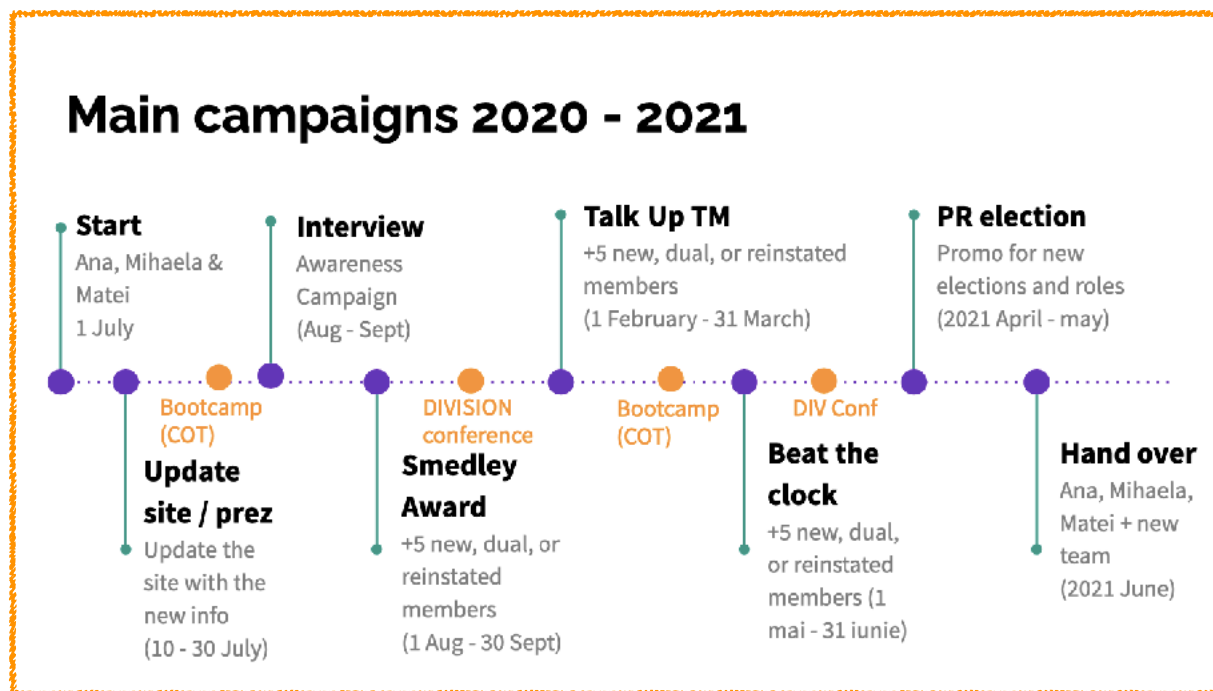 Main campaigns 2020 - 2021
Start
Ana, Mihaela &
Matei
1 July
Interview
Awareness
Campaign
(Aug - Sept)
Talk Up TM
+5 new, dual, or reinstated
members
(1 February - 31 March)
PR election
Promo for new
elections and roles
(2021 April - may)
Bootcamp
(COT)
DIVISION
conference
Bootcamp
(COT)
DIV Conf
Update
site / prez
Update the
site with the
new info
(10 - 30 July)
Smedley
Award
+5 new, dual, or
reinstated
members
(1 Aug - 30 Sept)
Beat the
clock
+5 new, dual,
or reinstated
members (1
mai - 31 iunie)
Hand over
Ana, Mihaela,
Matei + new
team
(2021 June)